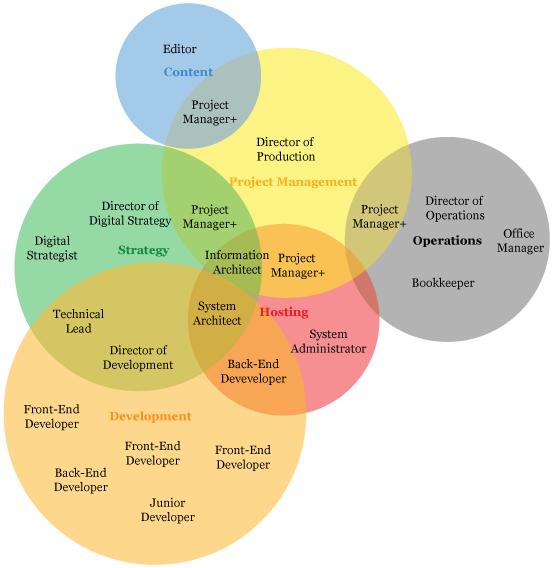 Editor
Content
Project
Manager+
Director of
Production
Project Management
Director of
Digital Strategy
Project
Manager+
Project
Manager+
Director of
Operations
Office
Manager
Operations
Digital
Strategist
Strategy
Information
Architect
Project
Manager+
Bookkeeper
Technical
Lead
System
Architect
Hosting
System
Administrator
Director of
Development
Back-End
Deveveloper
Development
Front-End
Developer
Front-End
Developer
Front-End
Developer
Back-End
Developer
Junior
Developer